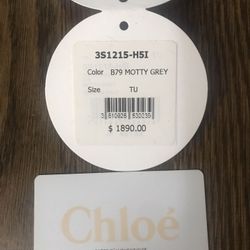 3S1215-H5I
Color B79 MOTTY GREY
Size TU
$ 1890.00
Chloé